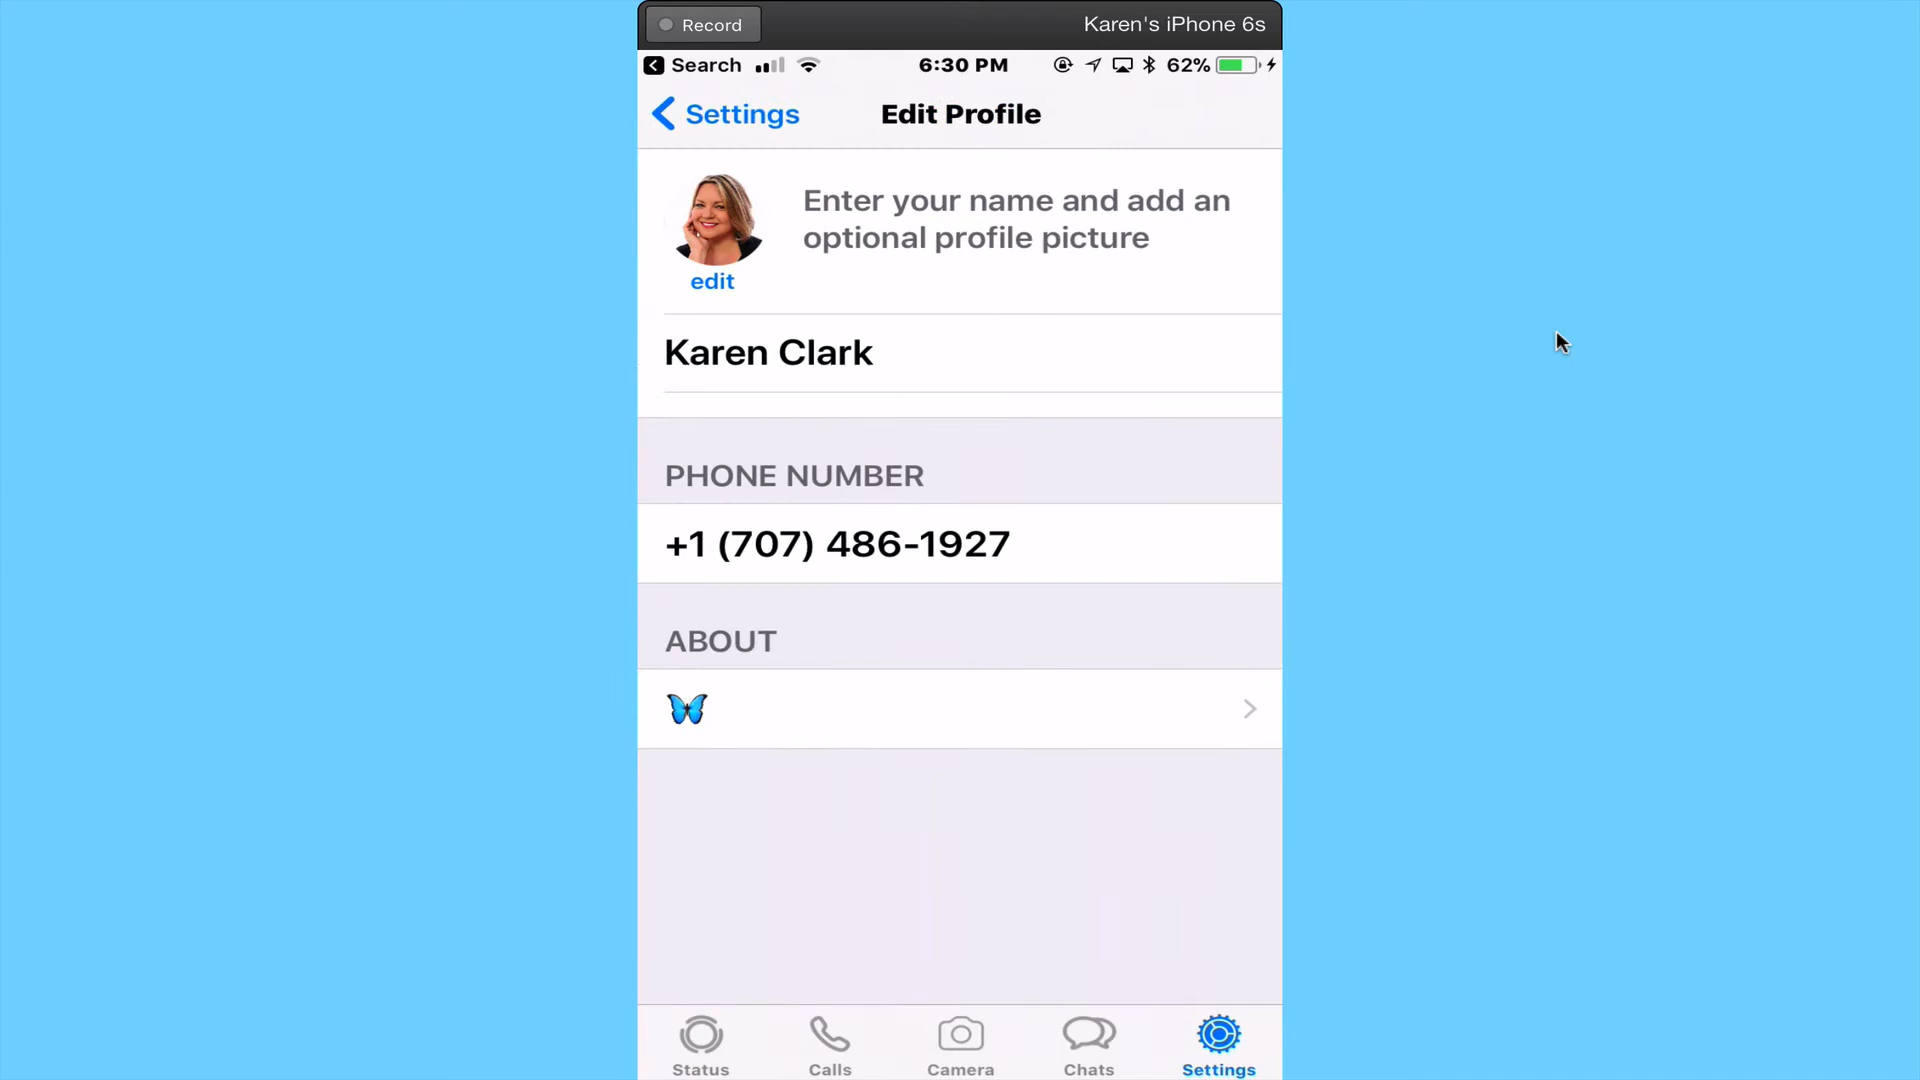 Record
Karen's iPhone 6s
Search
6:30 PM
62%
Settings
Edit Profile
Enter your name and add an
optional profile picture
edit
Karen Clark
PHONE NUMBER
+1 (707) 486-1927
ABOUT
🦋
Status
Calls
Camera
Chats
Settings